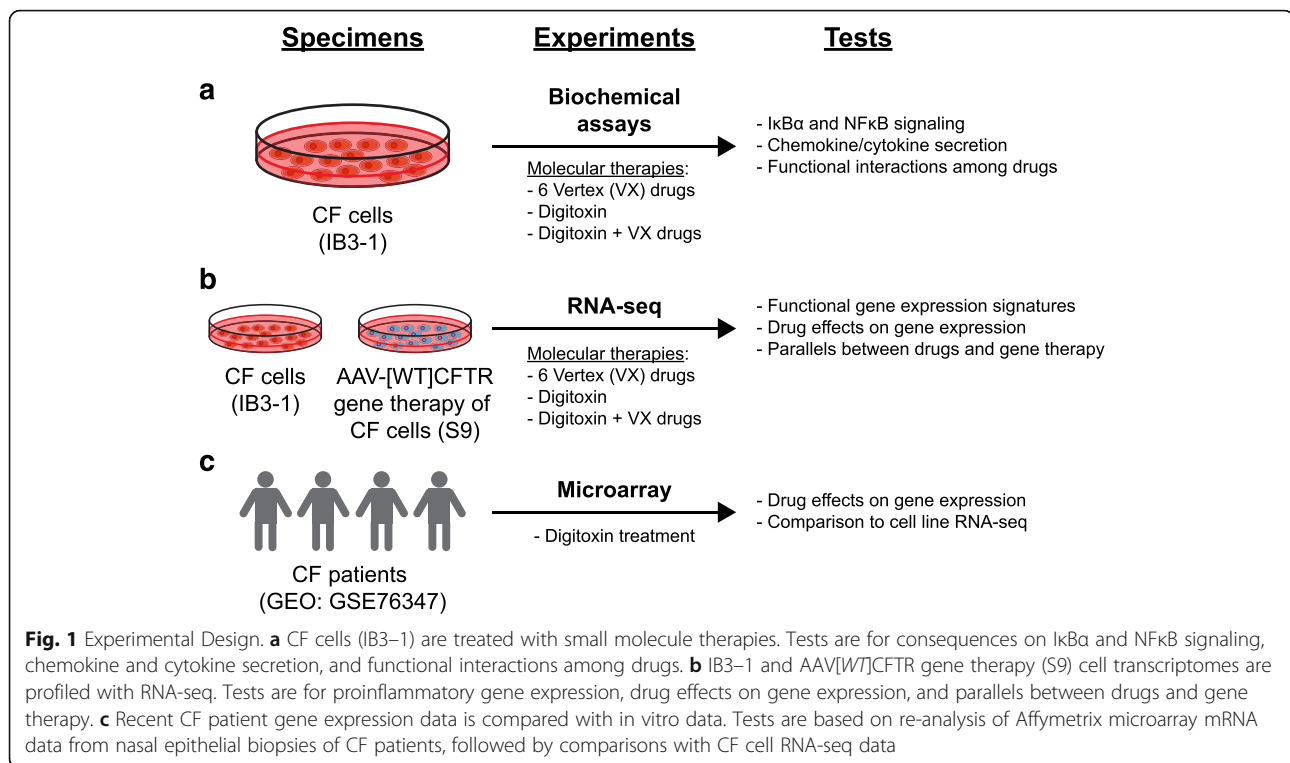 Specimens Experiments Tests
a
Biochemical
assays
Molecular therapies:
- 6 Vertex (VX) drugs
- Digitoxin
- Digitoxin + VX drugs
- IκBα and NFκB signaling
- Chemokine/cytokine secretion
- Functional interactions among drugs
CF cells
(IB3-1)
b
RNA-seq
Molecular therapies:
- 6 Vertex (VX) drugs
- Digitoxin
- Digitoxin + VX drugs
- Functional gene expression signatures
- Drug effects on gene expression
- Parallels between drugs and gene therapy
CF cells
(IB3-1)
AAV-[WT]CFTR
gene therapy of
CF cells (S9)
c
Microarray
- Digitoxin treatment
- Drug effects on gene expression
- Comparison to cell line RNA-seq
CF patients
(GEO: GSE76347)
Fig. 1 Experimental Design. a CF cells (IB3–1) are treated with small molecule therapies. Tests are for consequences on IκBα and NFκB signaling,
chemokine and cytokine secretion, and functional interactions among drugs. b IB3–1 and AAV[WT]CFTR gene therapy (S9) cell transcriptomes are
profiled with RNA-seq. Tests are for proinflammatory gene expression, drug effects on gene expression, and parallels between drugs and gene
therapy. c Recent CF patient gene expression data is compared with in vitro data. Tests are based on re-analysis of Affymetrix microarray mRNA
data from nasal epithelial biopsies of CF patients, followed by comparisons with CF cell RNA-seq data